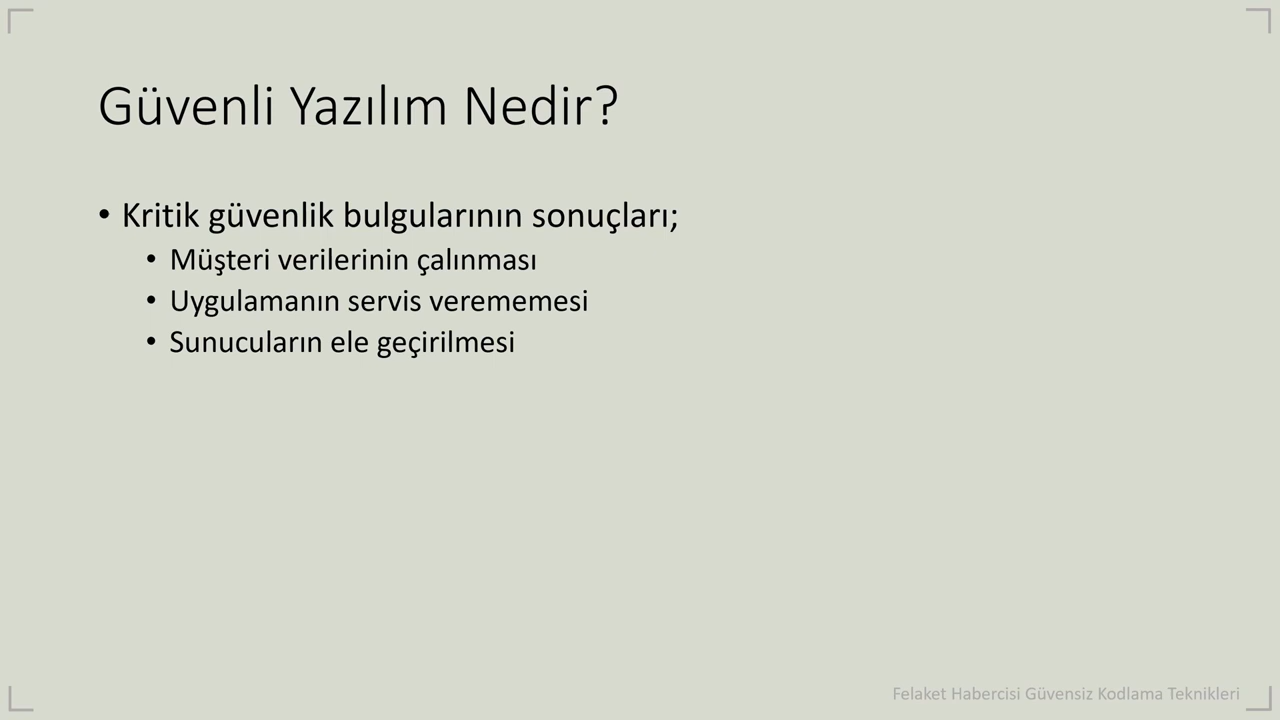 Güvenli Yazılım Nedir?
• Kritik güvenlik bulgularının sonuçları;
• Müşteri verilerinin çalınması
• Uygulamanın servis verememesi
• Sunucuların ele geçirilmesi
Felaket Habercisi Güvensiz Kodlama Teknikleri